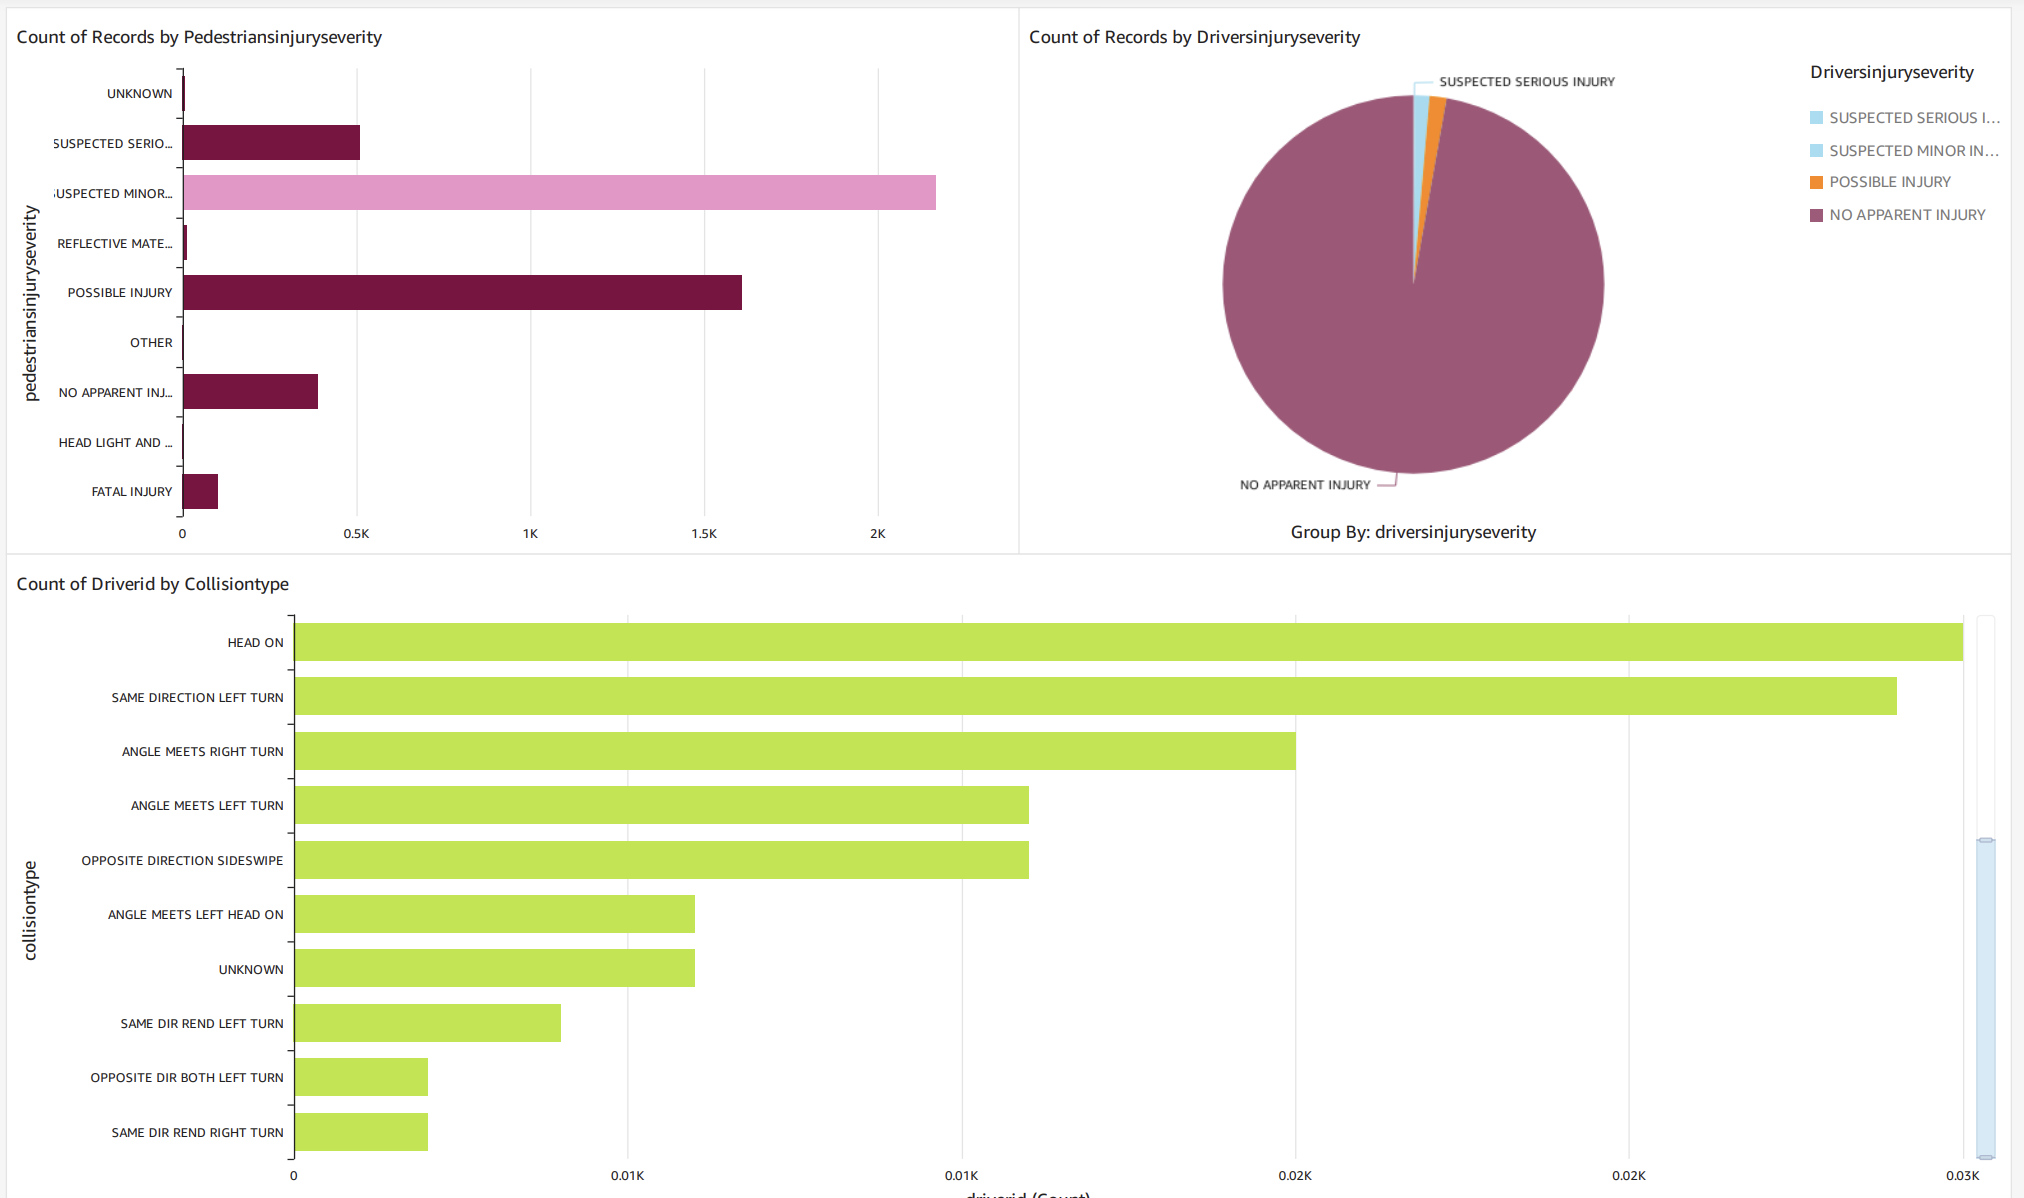 Count of Records by Pedestriansinjuryseverity
pedestriansinjuryseverity
UNKNOWN
SUSPECTED SERIO...
SUSPECTED MINOR...
REFLECTIVE MATE...
POSSIBLE INJURY
OTHER
NO APPARENT INJ...
HEAD LIGHT AND ...
FATAL INJURY
0 0.5K 1K 1.5K 2K
Count of Records by Driversinjuryseverity
SUSPECTED SERIOUS INJURY
NO APPARENT INJURY
Group By: driversinjuryseverity
Driversinjuryseverity
SUSPECTED SERIOUS I...
SUSPECTED MINOR IN...
POSSIBLE INJURY
NO APPARENT INJURY
Count of Driverid by Collisiontype
collisiontype
HEAD ON
SAME DIRECTION LEFT TURN
ANGLE MEETS RIGHT TURN
ANGLE MEETS LEFT TURN
OPPOSITE DIRECTION SIDESWIPE
ANGLE MEETS LEFT HEAD ON
UNKNOWN
SAME DIR REND LEFT TURN
OPPOSITE DIR BOTH LEFT TURN
SAME DIR REND RIGHT TURN
0 0.01K 0.01K 0.02K 0.02K 0.03K
driverid (Count)